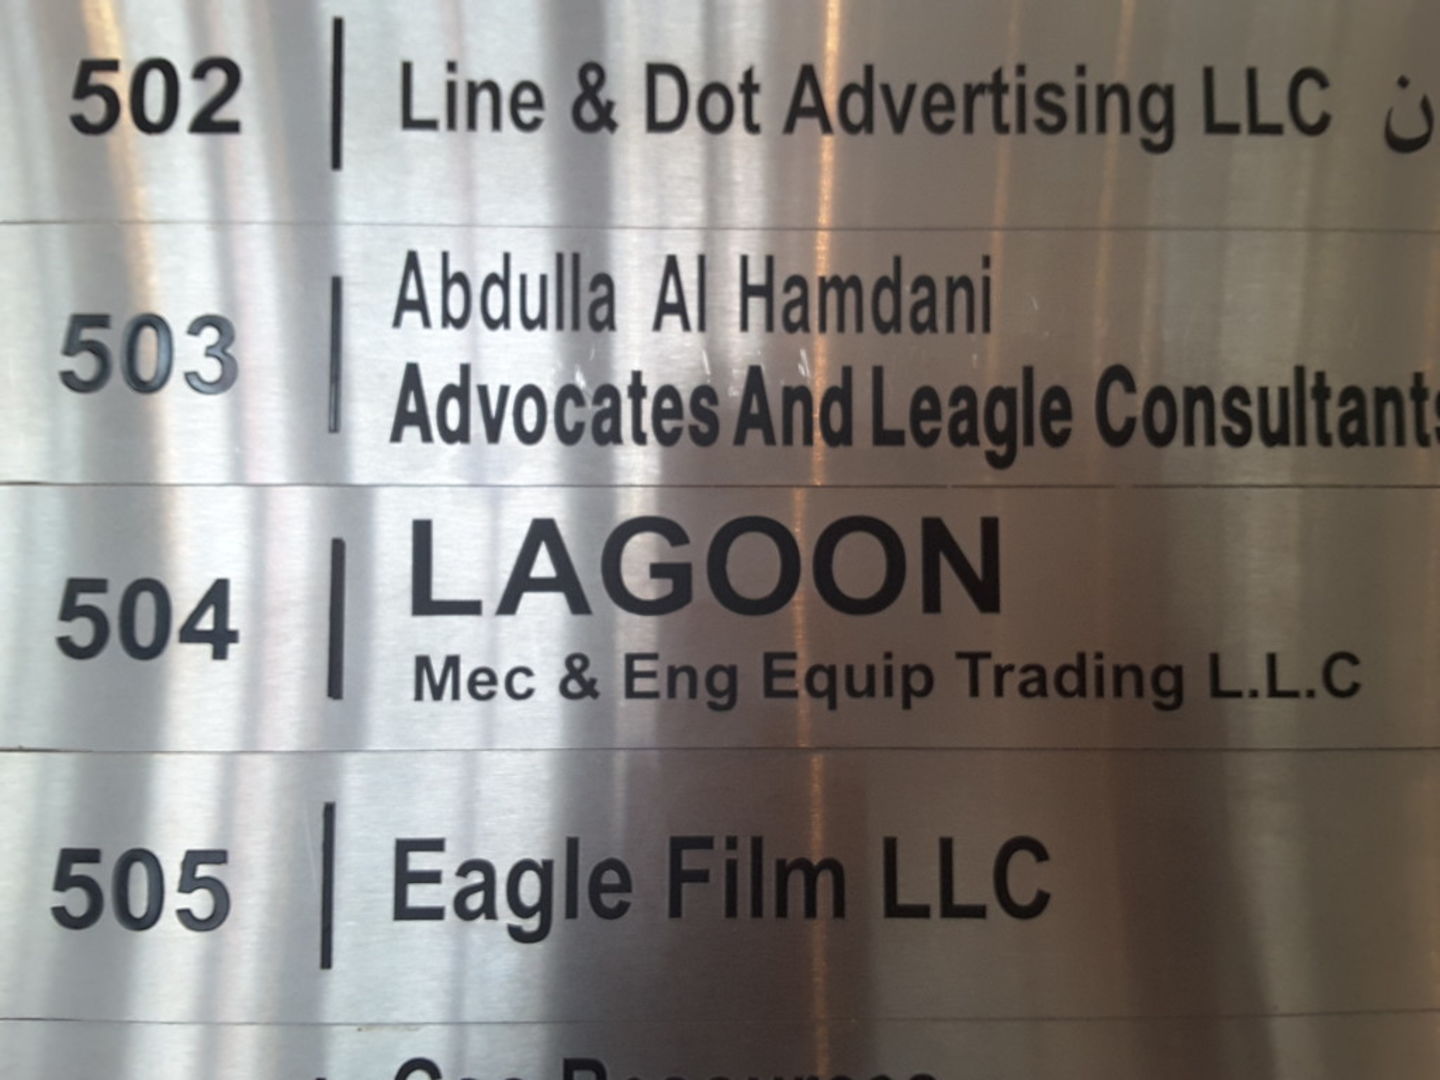 502 | Line & Dot Advertising LLC ن
503 | Abdulla Al Hamdani
Advocates And Leagle Consultants
504 | LAGOON
Mec & Eng Equip Trading L.L.C
505 | Eagle Film LLC